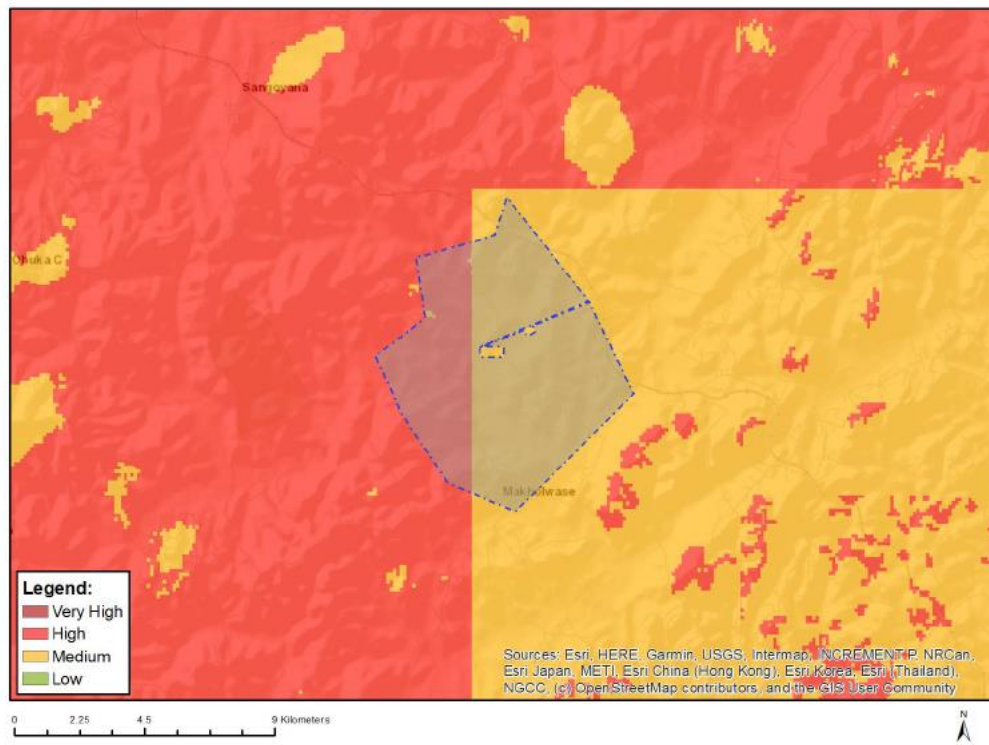 Sangoyana
Chuka C
Makholwase
Legend:
Very High
High
Medium
Low
Sources: Esri, HERE, Garmin, USGS, Intermap, INCREMENT P, NRCan,
Esri Japan, METI, Esri China (Hong Kong), Esri Korea, Esri (Thailand),
NGCC, (c) OpenStreetMap contributors, and the GIS User Community
0 2.25 4.5 9 Kilometers
N